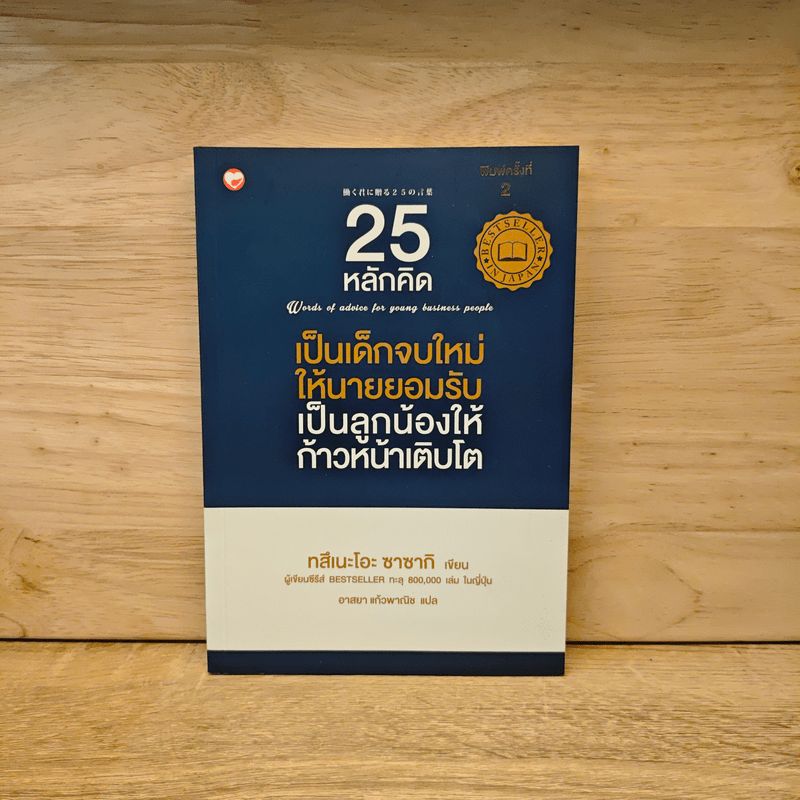 พิมพ์ครั้งที่
2
働く君に贈る25の言葉
25
หลักคิด
Words of advice for young business people
BESTSELLER
IN JAPAN
เป็นเด็กจบใหม่
ให้นายยอมรับ
เป็นลูกน้องให้
ก้าวหน้าเติบโต
ทสึเนะโอะ ซาซากิ เขียน
ผู้เขียนซีรีส์ BESTSELLER ทะลุ 800,000 เล่ม ในญี่ปุ่น
อาสยา แก้วพาณิช แปล